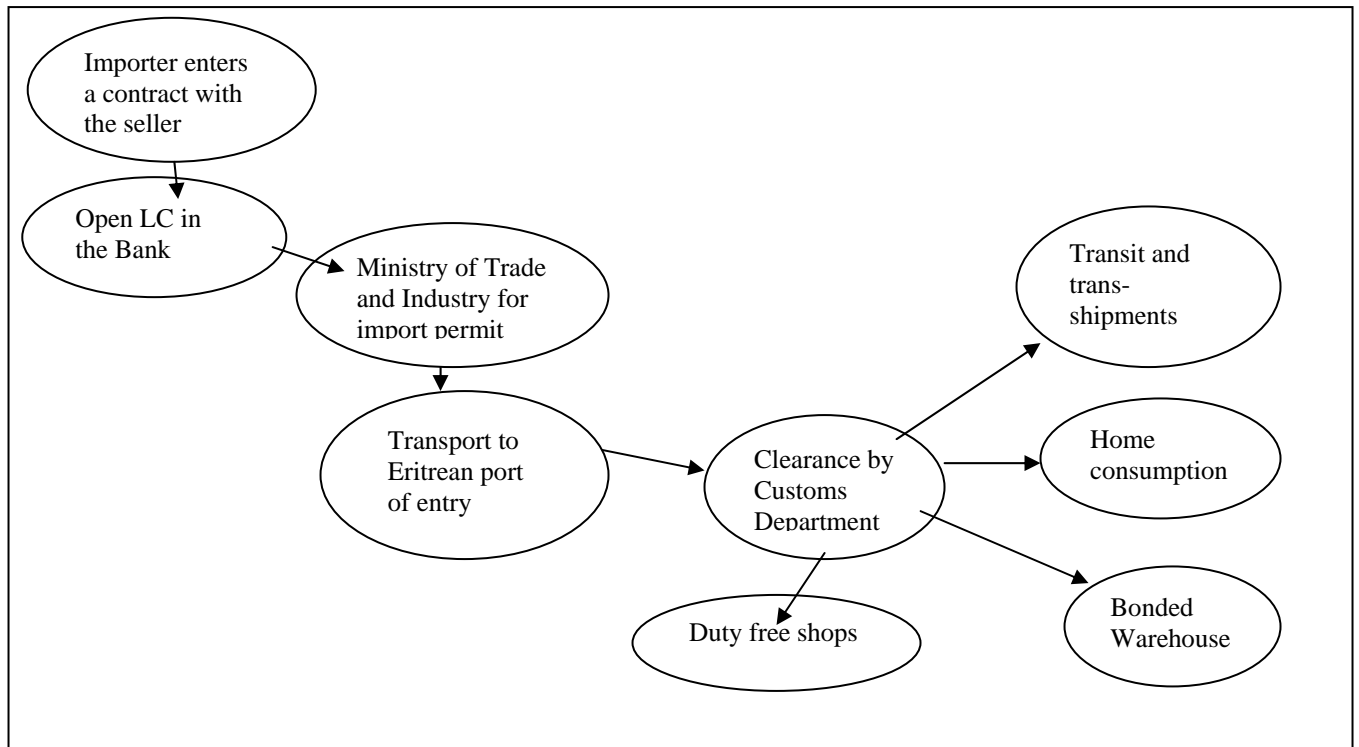 Importer enters
a contract with
the seller
Open LC in
the Bank
Ministry of Trade
and Industry for
import permit
Transport to
Eritrean port
of entry
Clearance by
Customs
Department
Transit and
trans-
shipments
Home
consumption
Bonded
Warehouse
Duty free shops